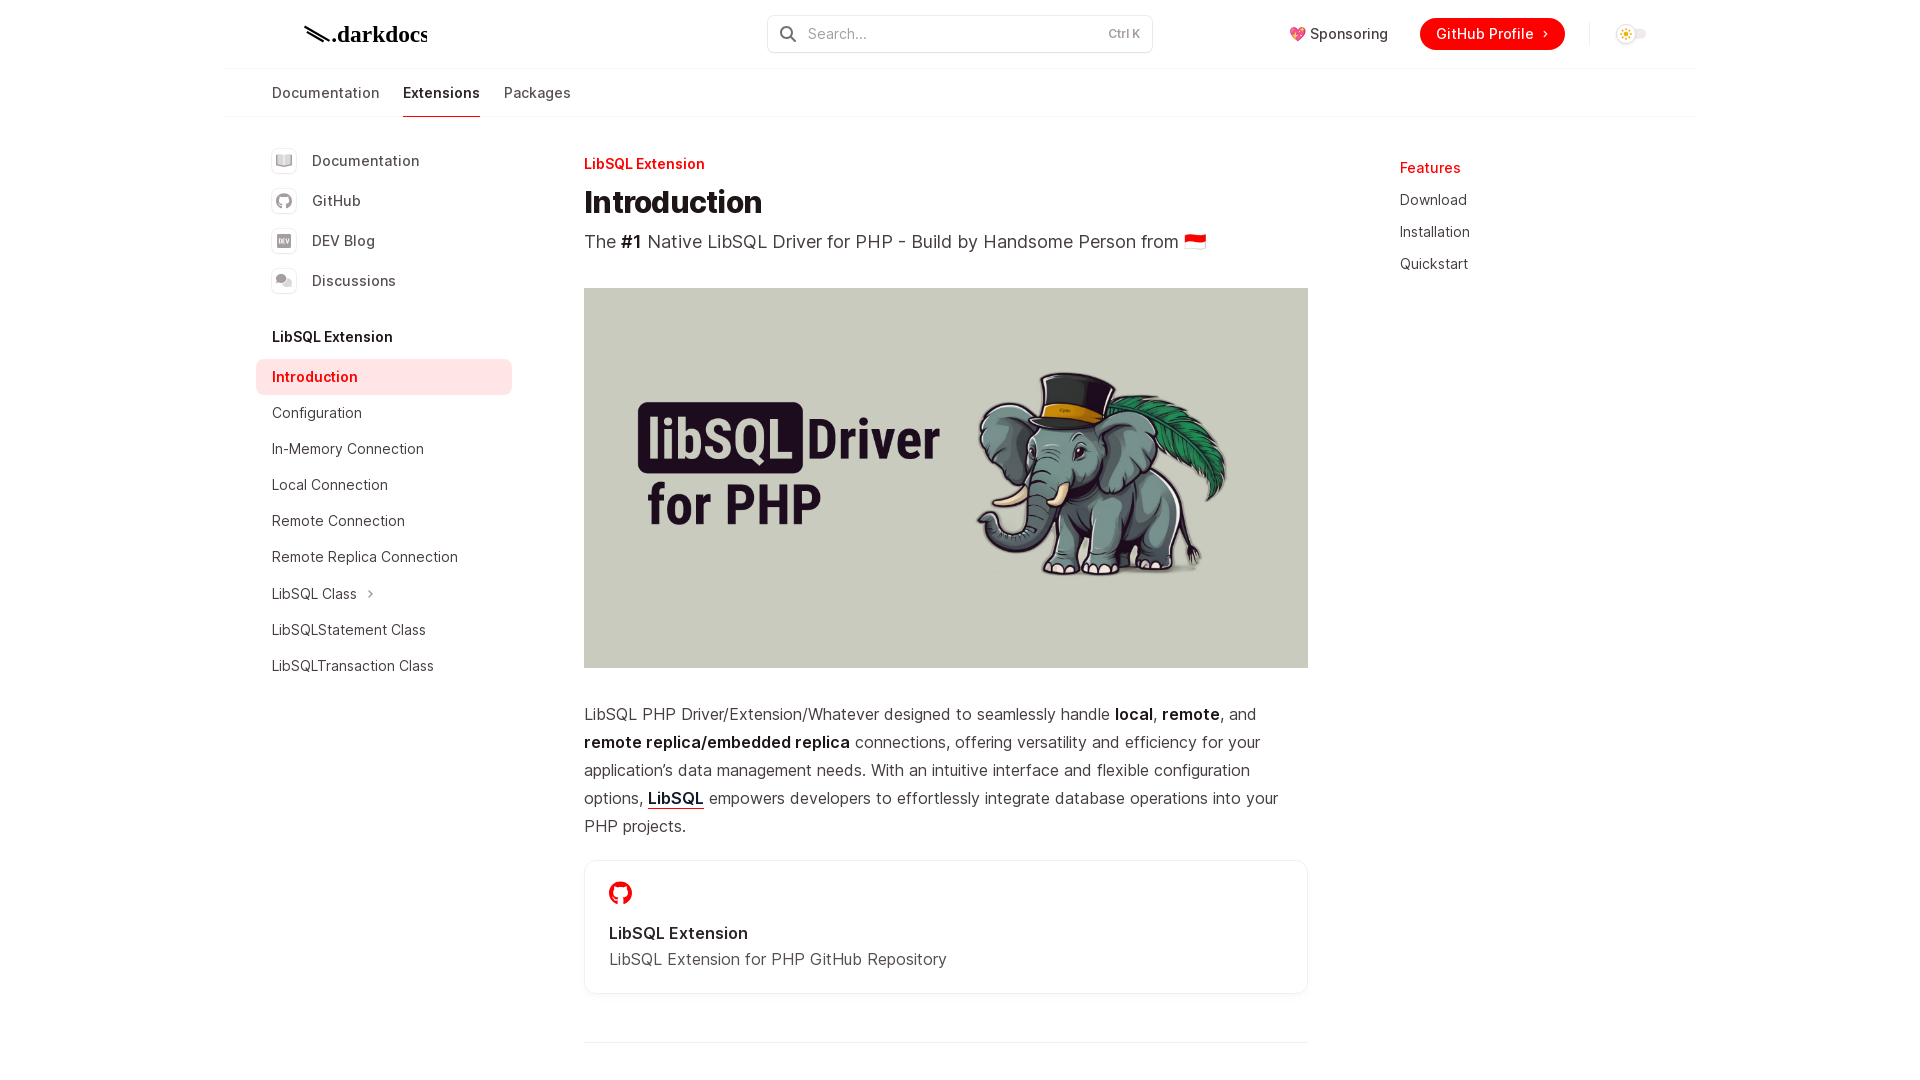 .darkdocs
Search...
Ctrl K
💖 Sponsoring
GitHub Profile
Documentation
Extensions
Packages
Documentation
GitHub
DEV Blog
Discussions
LibSQL Extension
Introduction
Configuration
In-Memory Connection
Local Connection
Remote Connection
Remote Replica Connection
LibSQL Class
LibSQLStatement Class
LibSQLTransaction Class
LibSQL Extension
Introduction
The #1 Native LibSQL Driver for PHP - Build by Handsome Person from 🇮🇩
libSQL Driver
for PHP
LibSQL PHP Driver/Extension/Whatever designed to seamlessly handle local, remote, and
remote replica/embedded replica connections, offering versatility and efficiency for your
application’s data management needs. With an intuitive interface and flexible configuration
options, LibSQL empowers developers to effortlessly integrate database operations into your
PHP projects.
LibSQL Extension
LibSQL Extension for PHP GitHub Repository
Features
Download
Installation
Quickstart